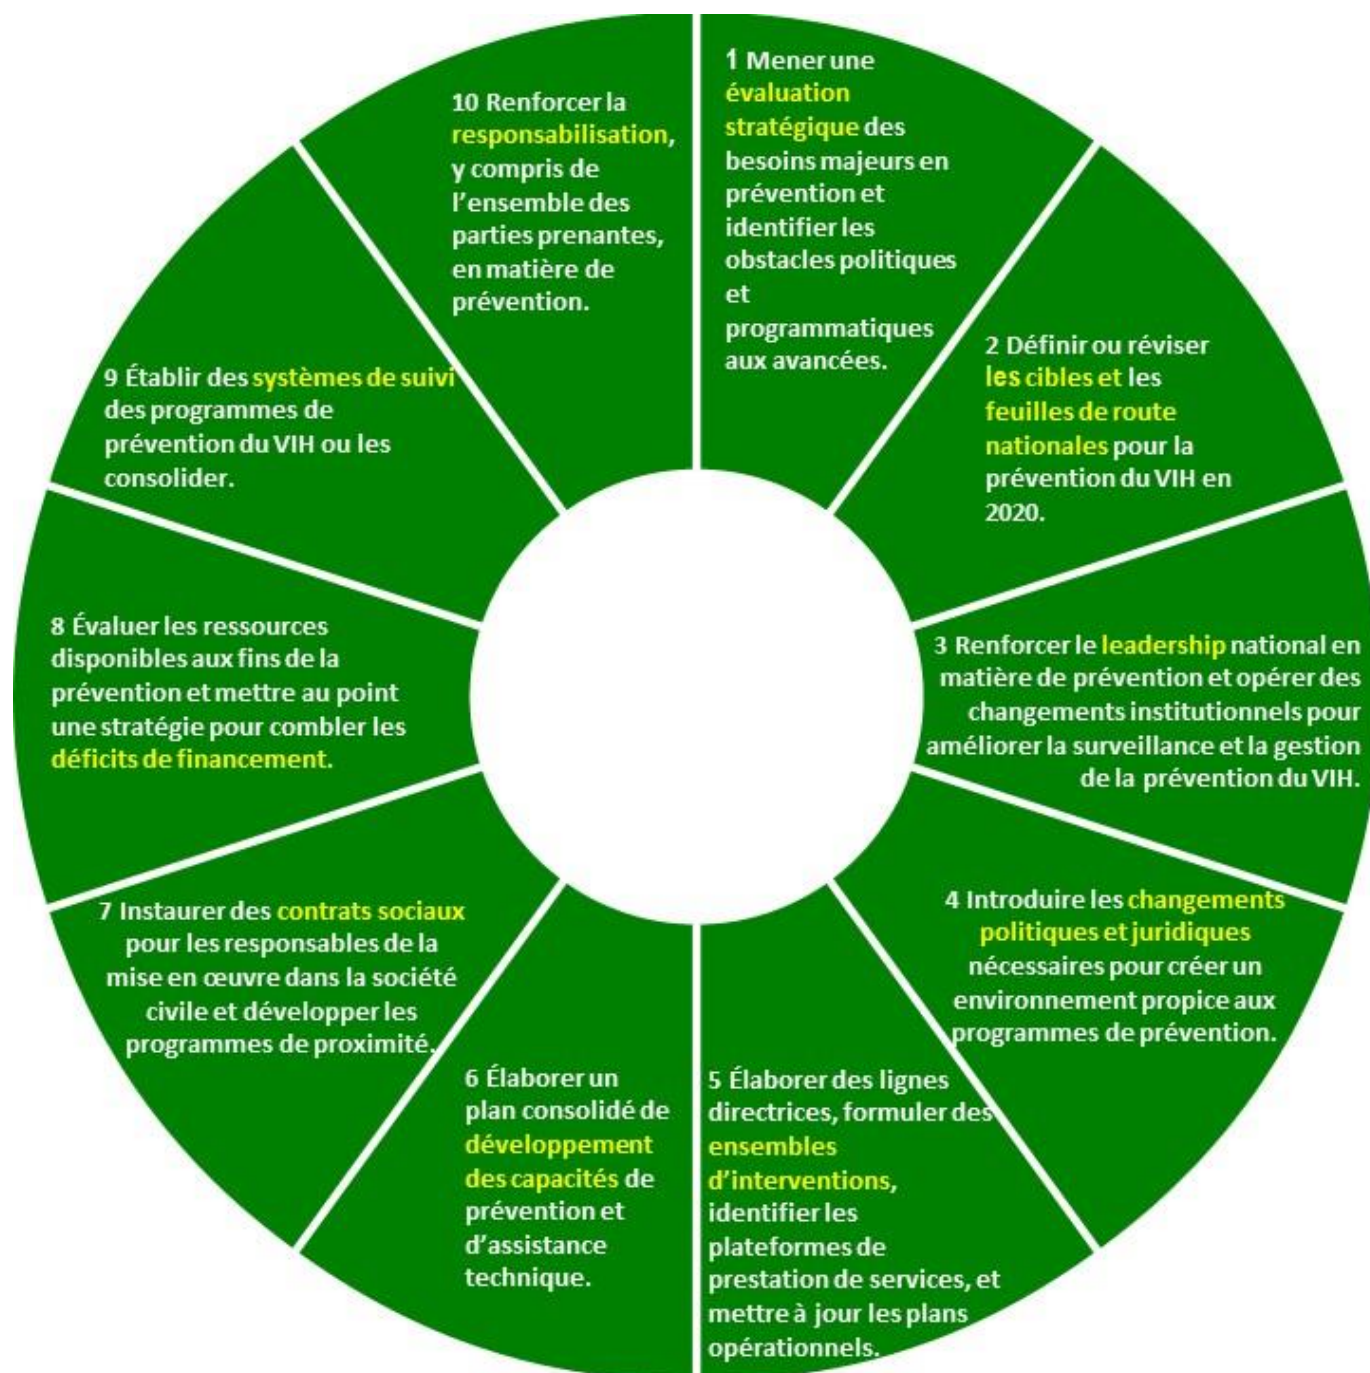 1 Mener une
évaluation
stratégique des
besoins majeurs en
prévention et
identifier les
obstacles politiques
et
programmatiques
aux avancées.
2 Définir ou réviser
les cibles et les
feuilles de route
nationales pour la
prévention du VIH en
2020.
3 Renforcer le leadership national en
matière de prévention et opérer des
changements institutionnels pour
améliorer la surveillance et la gestion
de la prévention du VIH.
4 Introduire les changements
politiques et juridiques
nécessaires pour créer un
environnement propice aux
programmes de prévention.
5 Élaborer des lignes
directrices, formuler des
ensembles
d’interventions,
identifier les
plateformes de
prestation de services, et
mettre à jour les plans
opérationnels.
6 Élaborer un
plan consolidé de
développement
des capacités de
prévention et
d’assistance
technique.
7 Instaurer des contrats sociaux
pour les responsables de la
mise en œuvre dans la société
civile et développer les
programmes de proximité.
8 Évaluer les ressources
disponibles aux fins de la
prévention et mettre au point
une stratégie pour combler les
déficits de financement.
9 Établir des systèmes de suivi
des programmes de
prévention du VIH ou les
consolider.
10 Renforcer la
responsabilisation,
y compris de
l’ensemble des
parties prenantes,
en matière de
prévention.